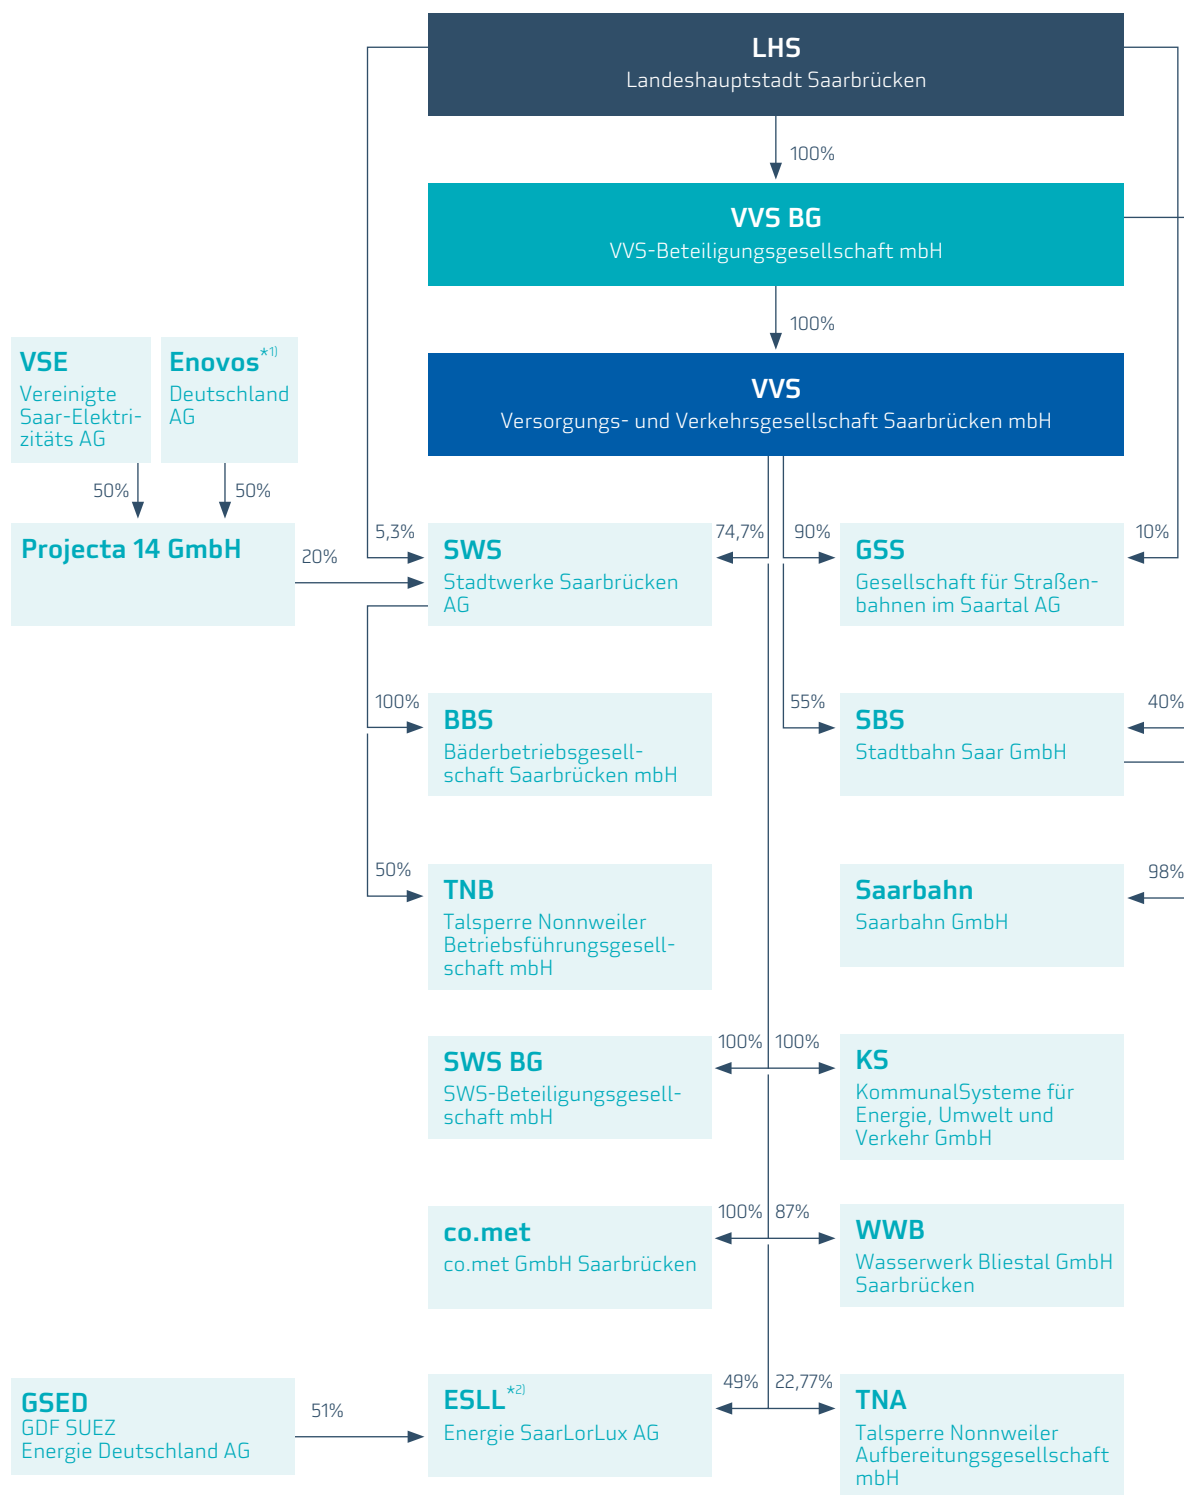 LHS
Landeshauptstadt Saarbrücken
100%
VVS BG
VVS-Beteiligungsgesellschaft mbH
100%
VVS
Versorgungs- und Verkehrsgesellschaft Saarbrücken mbH
VSE
Vereinigte
Saar-Elektri-
zitäts AG
Enovos*1)
Deutschland
AG
50%
50%
Projecta 14 GmbH
20%
5,3%
SWS
Stadtwerke Saarbrücken
AG
74,7%
90%
GSS
Gesellschaft für Straßen-
bahnen im Saartal AG
10%
100%
BBS
Bäderbetriebsgesell-
schaft Saarbrücken mbH
55%
SBS
Stadtbahn Saar GmbH
40%
50%
TNB
Talsperre Nonnweiler
Betriebsführungsgesell-
schaft mbH
Saarbahn
Saarbahn GmbH
98%
SWS BG
SWS-Beteiligungsgesell-
schaft mbH
100%
100%
KS
KommunalSysteme für
Energie, Umwelt und
Verkehr GmbH
co.met
co.met GmbH Saarbrücken
100%
87%
WWB
Wasserwerk Bliestal GmbH
Saarbrücken
GSED
GDF SUEZ
Energie Deutschland AG
51%
ESLL*2)
Energie SaarLorLux AG
49%
22,77%
TNA
Talsperre Nonnweiler
Aufbereitungsgesellschaft
mbH